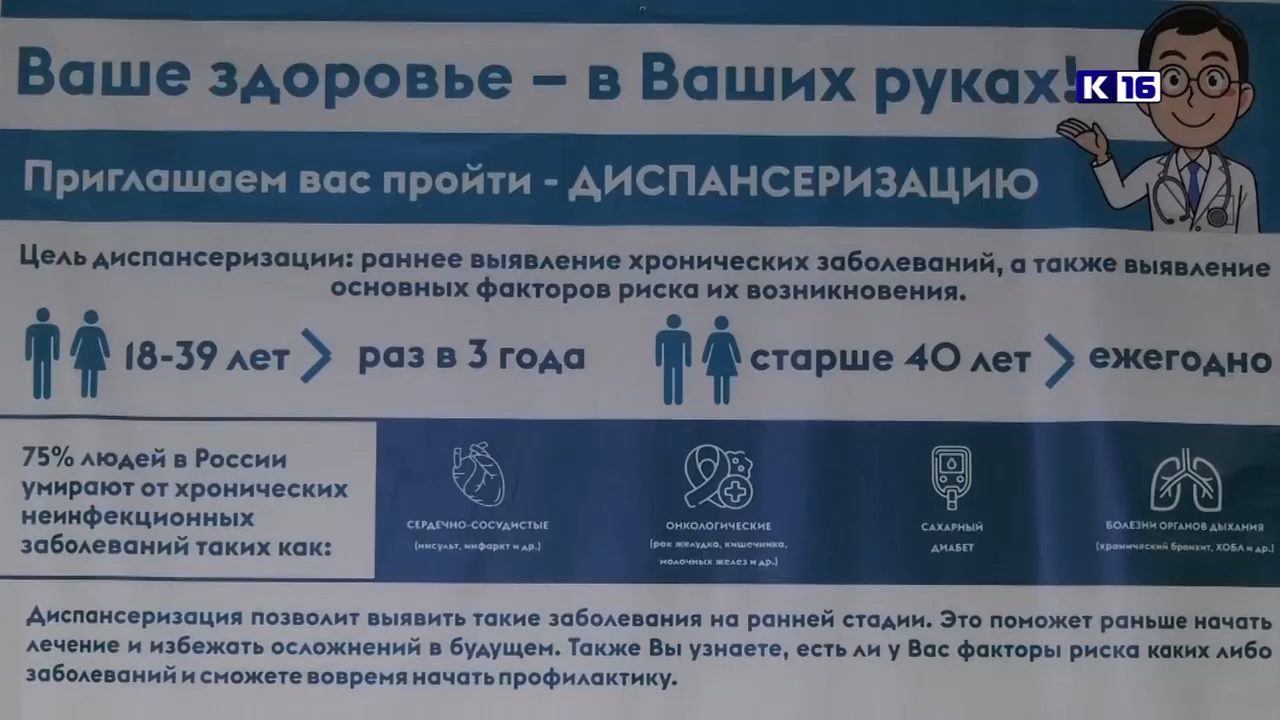 Ваше здоровье – в Ваших руках!
К 16
Приглашаем вас пройти - ДИСПАНСЕРИЗАЦИЮ
Цель диспансеризации: раннее выявление хронических заболеваний, а также выявление
основных факторов риска их возникновения.
18-39 лет > раз в 3 года
старше 40 лет > ежегодно
75% людей в России
умирают от хронических
неинфекционных
заболеваний таких как:
СЕРДЕЧНО-СОСУДИСТЫЕ
(инсульт, инфаркт и др.)
ОНКОЛОГИЧЕСКИЕ
(рак желудка, кишечника,
молочных желез и др.)
САХАРНЫЙ
ДИАБЕТ
БОЛЕЗНИ ОРГАНОВ ДЫХАНИЯ
(хронический бронхит, ХОБЛ и др.)
Диспансеризация позволит выявить такие заболевания на ранней стадии. Это поможет раньше начать
лечение и избежать осложнений в будущем. Также Вы узнаете, есть ли у Вас факторы риска каких либо
заболеваний и сможете вовремя начать профилактику.